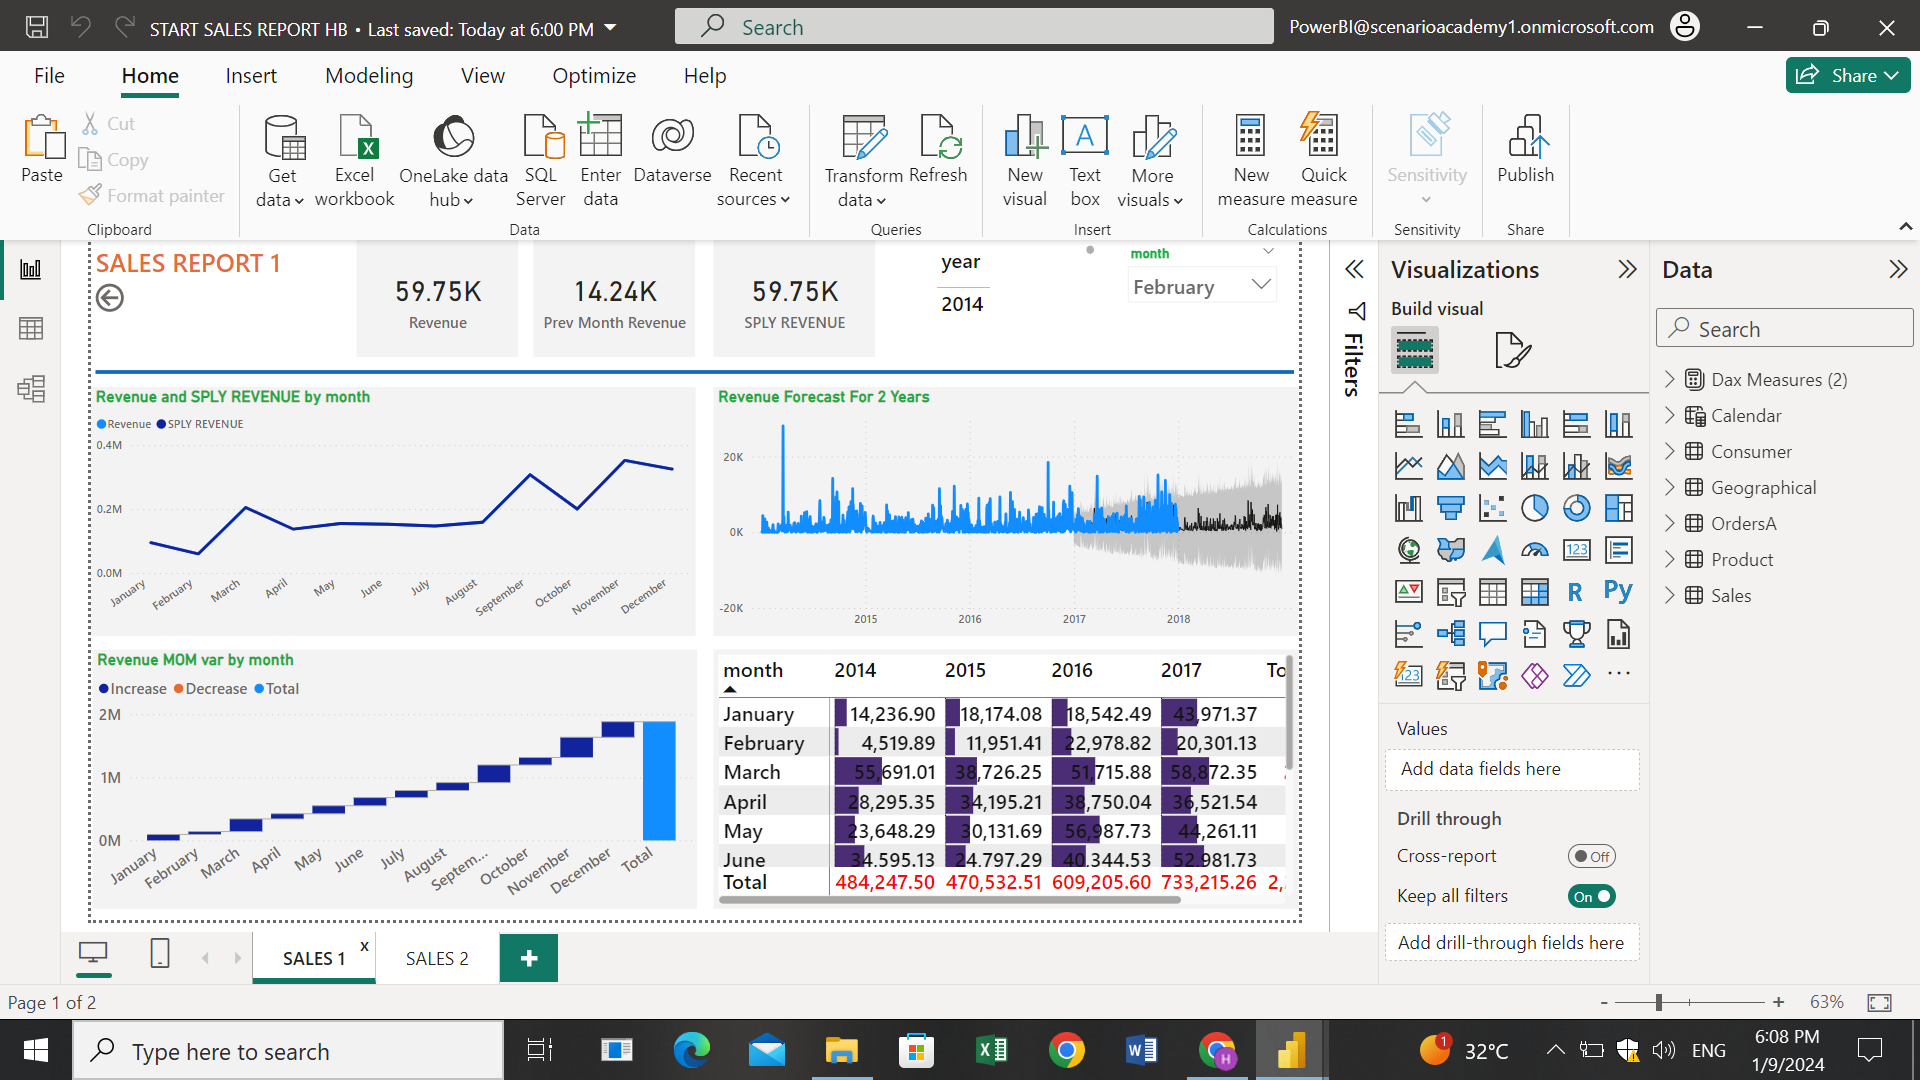 START SALES REPORT HB • Last saved: Today at 6:00 PM
Search
PowerBI@scenarioacademy1.onmicrosoft.com
File Home Insert Modeling View Optimize Help
Share
Paste
Cut
Copy
Format painter
Clipboard
Get data
Excel workbook
OneLake data hub
SQL Server
Enter data
Dataverse
Recent sources
Data
Transform data
Refresh
Queries
New visual
Text box
More visuals
Insert
New measure
Quick measure
Calculations
Sensitivity
Sensitivity
Publish
Share
SALES REPORT 1
59.75K
Revenue
14.24K
Prev Month Revenue
59.75K
SPLY REVENUE
year
2014
month
February
Revenue and SPLY REVENUE by month
Revenue SPLY REVENUE
0.4M
0.2M
0.0M
January February March April May June July August September October November December
Revenue Forecast For 2 Years
20K
0K
-20K
2015 2016 2017 2018
Revenue MOM var by month
Increase Decrease Total
2M
1M
0M
January February March April May June July August Septem... October November December Total
month 2014 2015 2016 2017 To
January 14,236.90 18,174.08 18,542.49 43,971.37
February 4,519.89 11,951.41 22,978.82 20,301.13
March 55,691.01 38,726.25 51,715.88 58,872.35
April 28,295.35 34,195.21 38,750.04 36,521.54
May 23,648.29 30,131.69 56,987.73 44,261.11
June 34,595.13 24,797.29 40,344.53 52,981.73
Total 484,247.50 470,532.51 609,205.60 733,215.26 2,
Filters
Visualizations
Build visual
123
R
Py
123
Values
Add data fields here
Drill through
Cross-report Off
Keep all filters On
Add drill-through fields here
Data
Search
Dax Measures (2)
Calendar
Consumer
Geographical
OrdersA
Product
Sales
SALES 1 x
SALES 2
+
Page 1 of 2
- + 63%
Type here to search
1
32°C
ENG
6:08 PM
1/9/2024